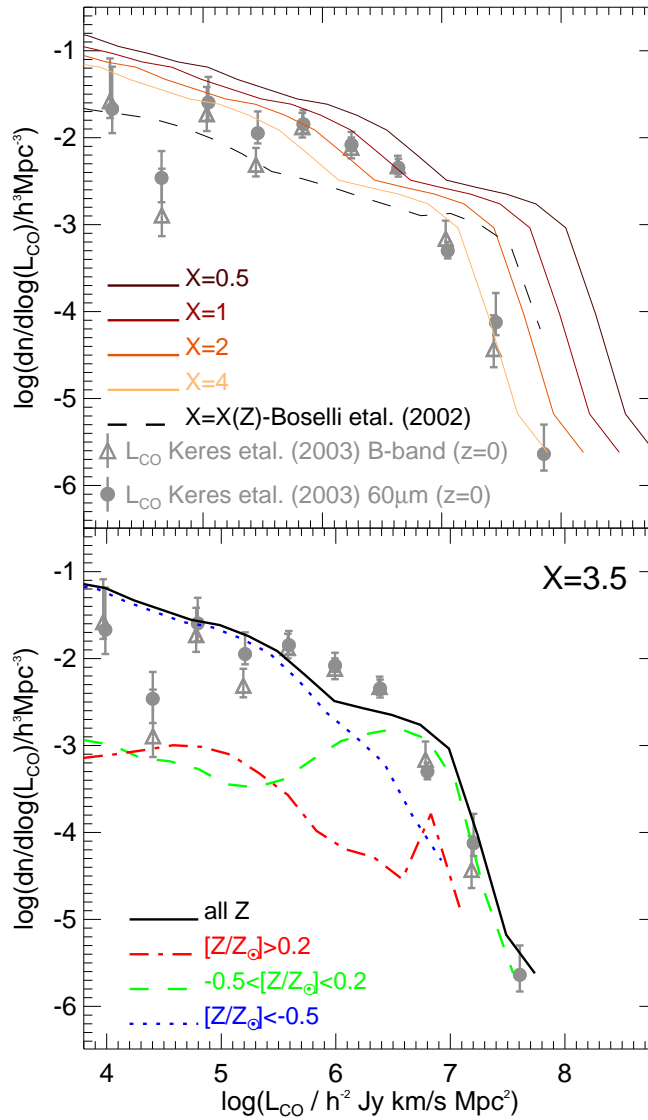 -1
-2
-3
-4
-5
-6
log(dn/dlog(L_CO)/h³Mpc⁻³)
X=0.5
X=1
X=2
X=4
X=X(Z)-Boselli etal. (2002)
L_CO Keres etal. (2003) B-band (z=0)
L_CO Keres etal. (2003) 60μm (z=0)
X=3.5
-1
-2
-3
-4
-5
-6
log(dn/dlog(L_CO)/h³Mpc⁻³)
all Z
[Z/Z_☉]>0.2
-0.5<[Z/Z_☉]<0.2
[Z/Z_☉]<-0.5
4 5 6 7 8
log(L_CO / h⁻² Jy km/s Mpc²)